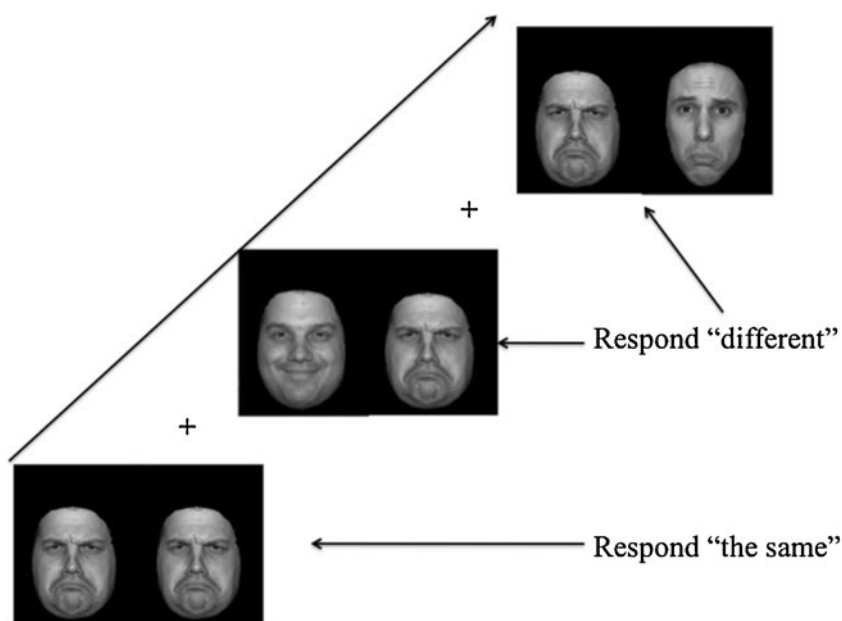 +
Respond “different”
+
Respond “the same”